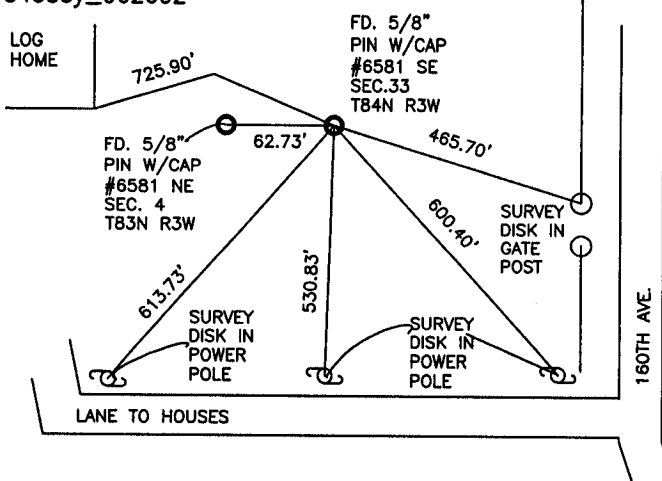 LOG
HOME
725.90'
FD. 5/8"
PIN W/CAP
#6581 SE
SEC.33
T84N R3W
FD. 5/8"
PIN W/CAP
#6581 NE
SEC. 4
T83N R3W
62.73'
465.70'
SURVEY
DISK IN
GATE
POST
613.73'
530.83'
600.40'
SURVEY
DISK IN
POWER
POLE
SURVEY
DISK IN
POWER
POLE
160TH AVE.
LANE TO HOUSES